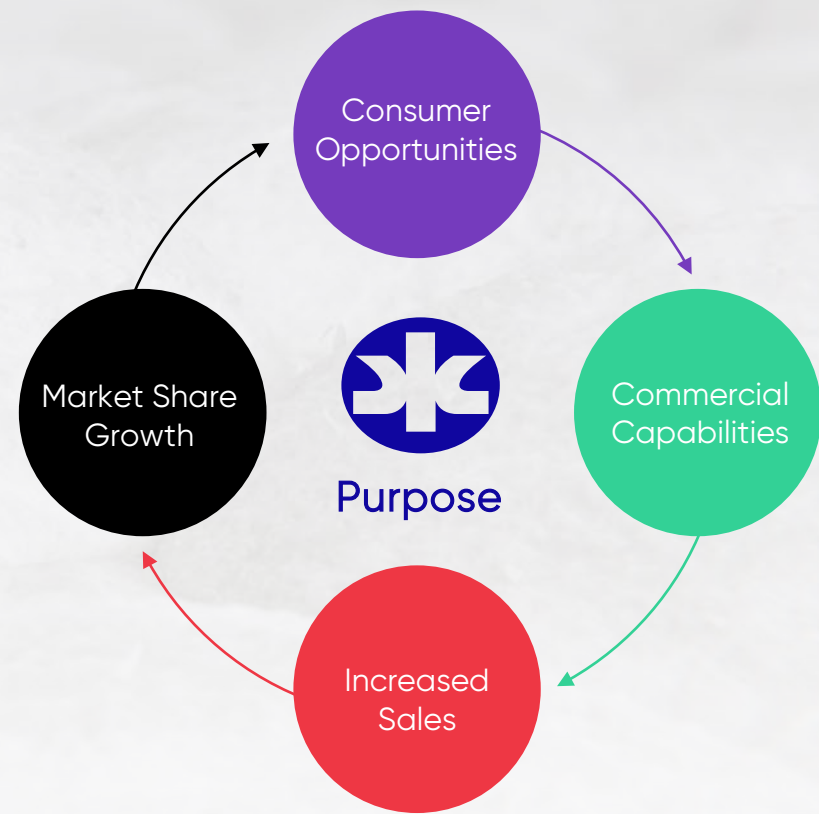 Consumer
Opportunities
Market Share
Growth
Commercial
Capabilities
Purpose
Increased
Sales